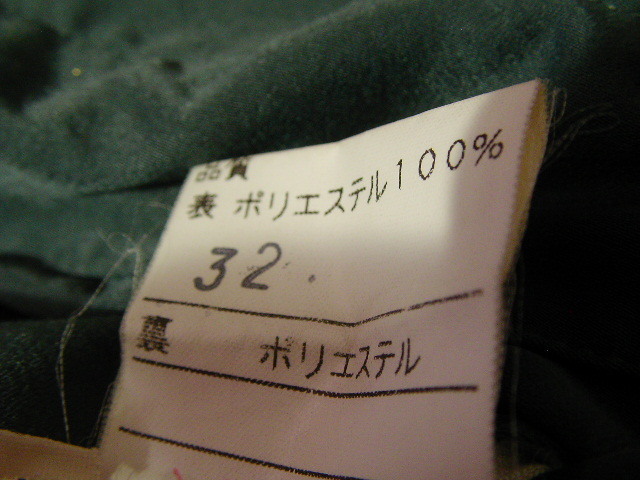 品質
表 ポリエステル100%
32.
裏 ポリエステル